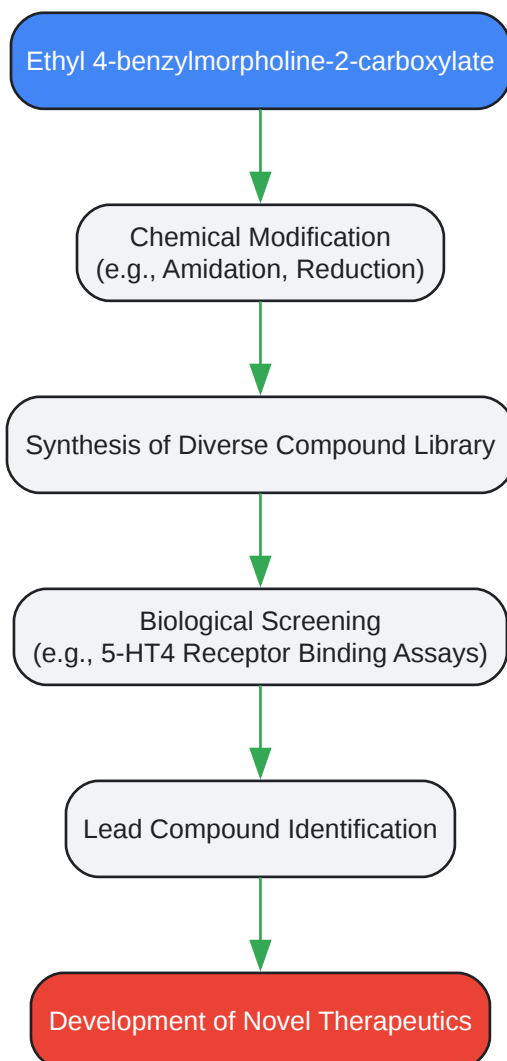 Ethyl 4-benzylmorpholine-2-carboxylate
Chemical Modification
(e.g., Amidation, Reduction)
Synthesis of Diverse Compound Library
Biological Screening
(e.g., 5-HT4 Receptor Binding Assays)
Lead Compound Identification
Development of Novel Therapeutics